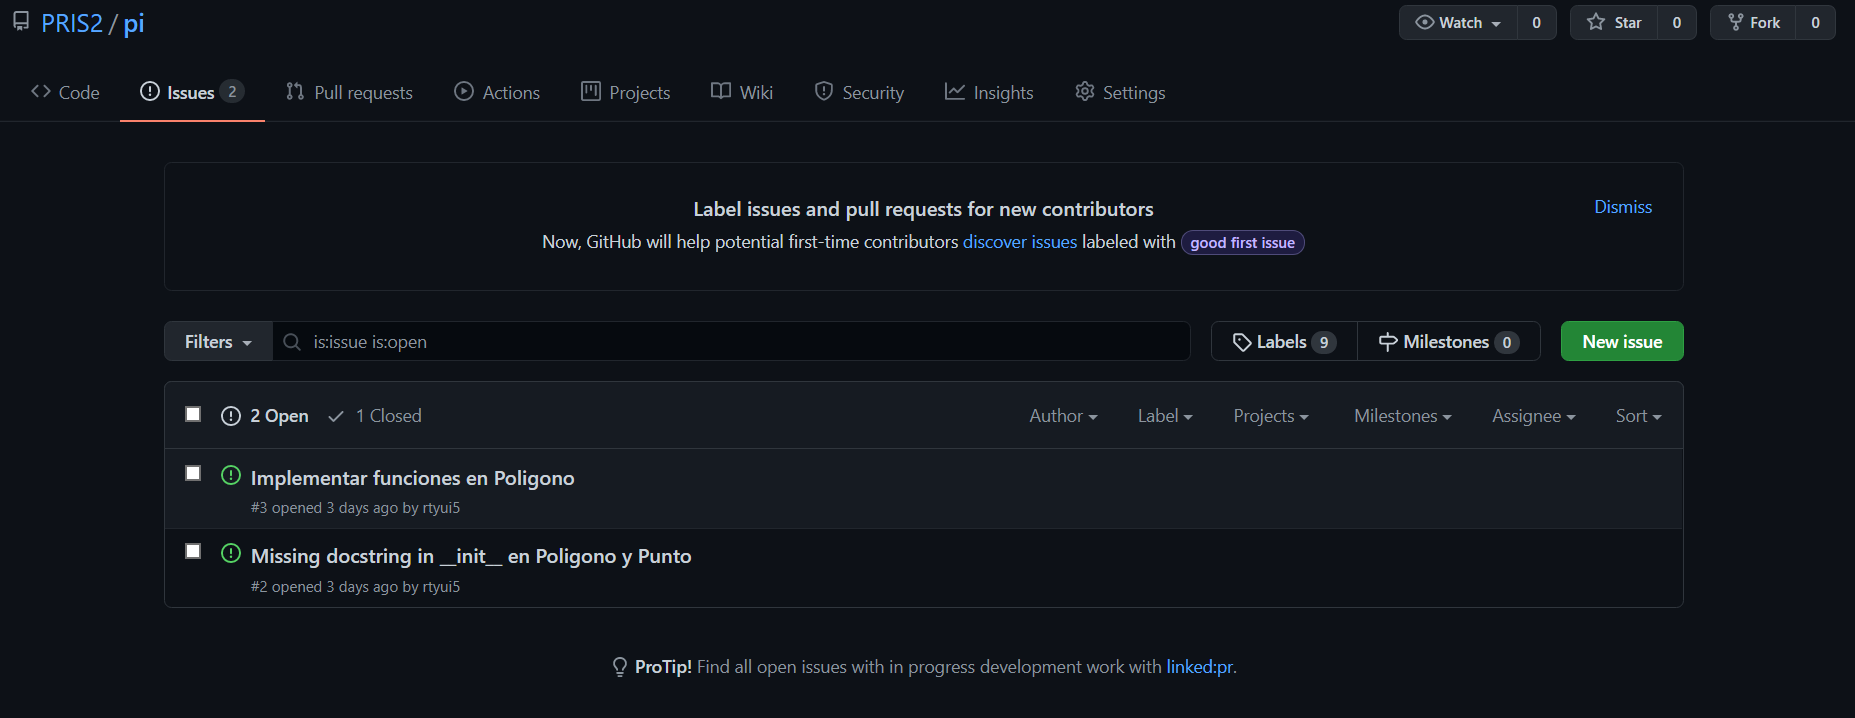 PRIS2 / pi
Watch 0 Star 0 Fork 0
Code Issues 2 Pull requests Actions Projects Wiki Security Insights Settings
Label issues and pull requests for new contributors
Dismiss
Now, GitHub will help potential first-time contributors discover issues labeled with good first issue
Filters is:issue is:open Labels 9 Milestones 0 New issue
2 Open 1 Closed Author Label Projects Milestones Assignee Sort
Implementar funciones en Poligono
#3 opened 3 days ago by rtyui5
Missing docstring in __init__ en Poligono y Punto
#2 opened 3 days ago by rtyui5
ProTip! Find all open issues with in progress development work with linked:pr.